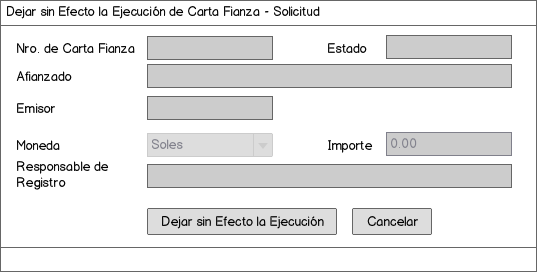 Dejar sin Efecto la Ejecución de Carta Fianza - Solicitud
Nro. de Carta Fianza
Estado
Afianzado
Emisor
Moneda
Soles
Importe
0.00
Responsable de
Registro
Dejar sin Efecto la Ejecución
Cancelar